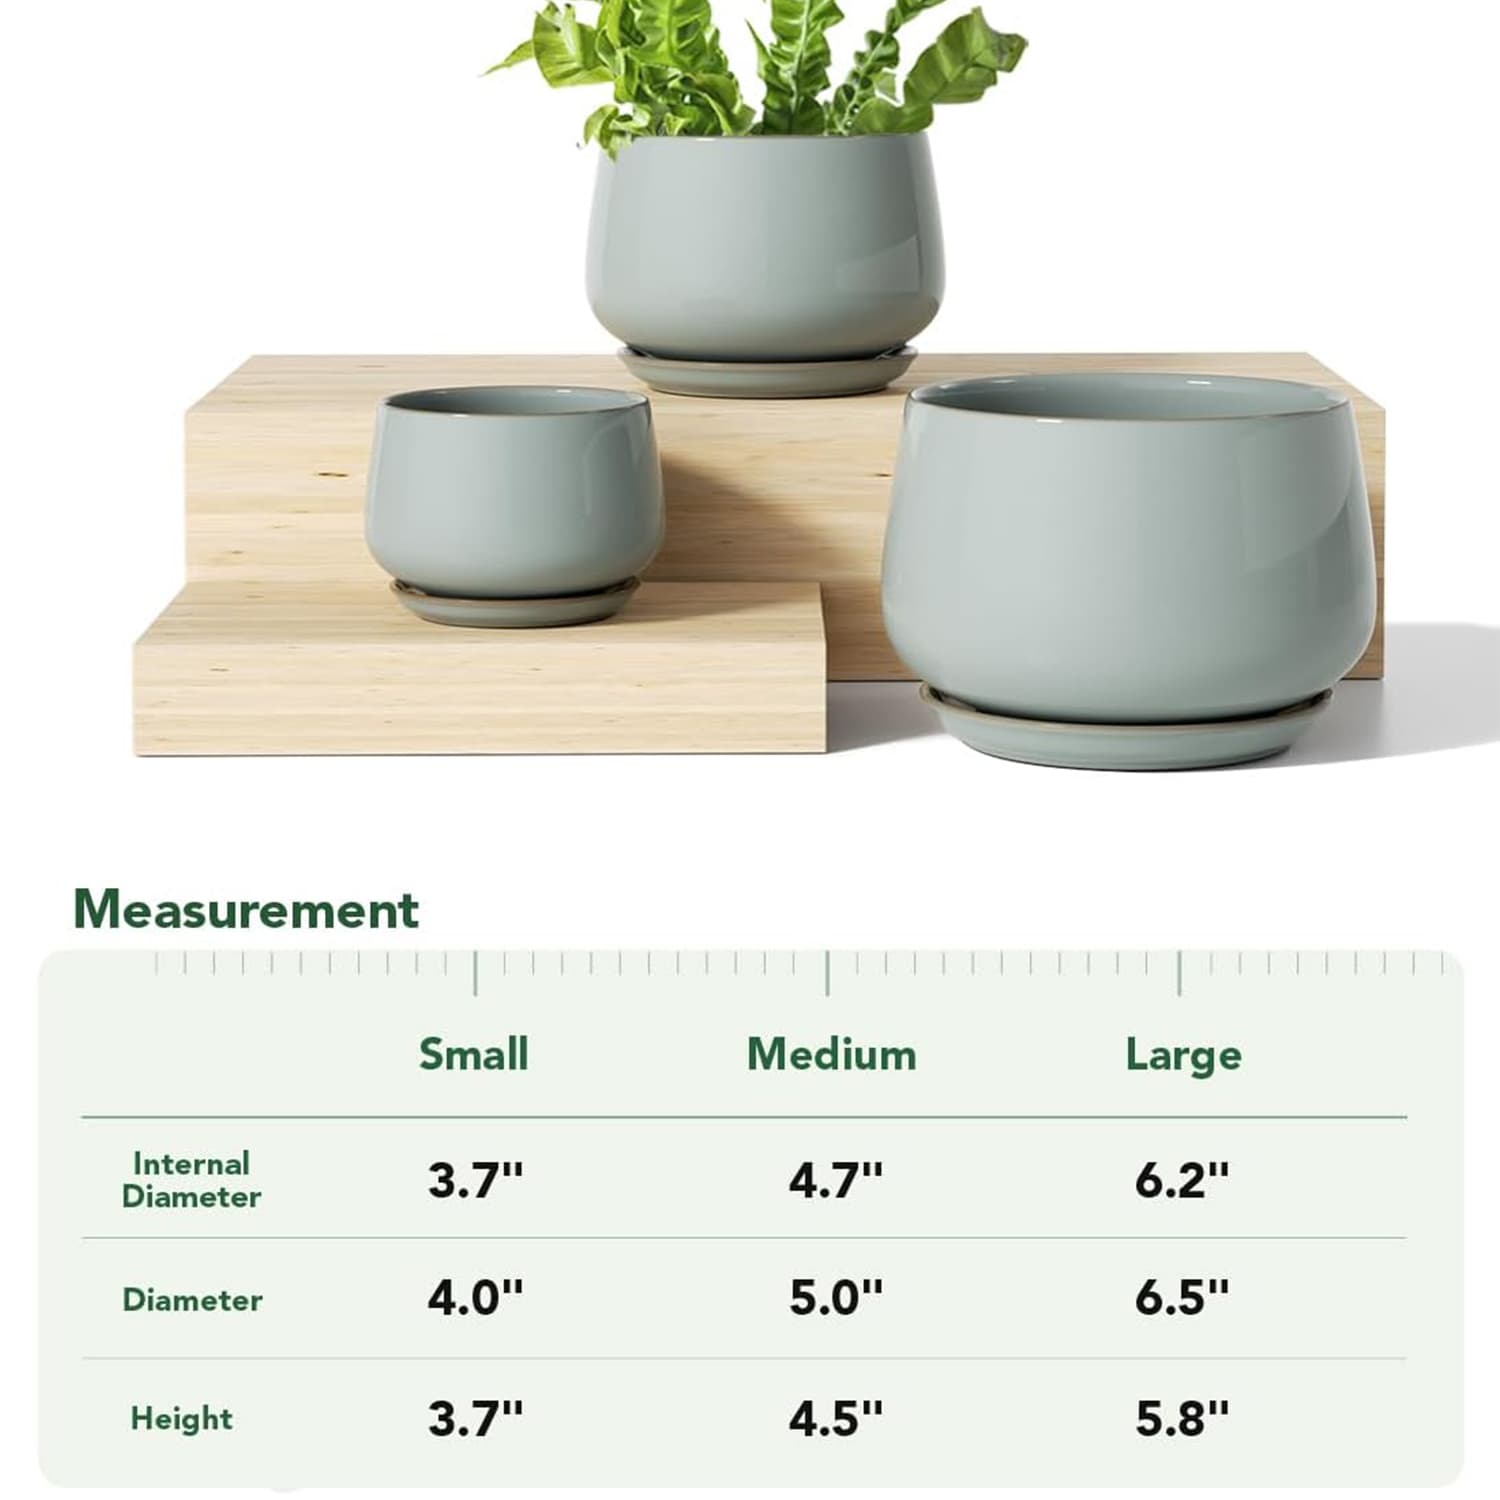 Measurement
Small Medium Large
Internal
Diameter 3.7" 4.7" 6.2"
Diameter 4.0" 5.0" 6.5"
Height 3.7" 4.5" 5.8"